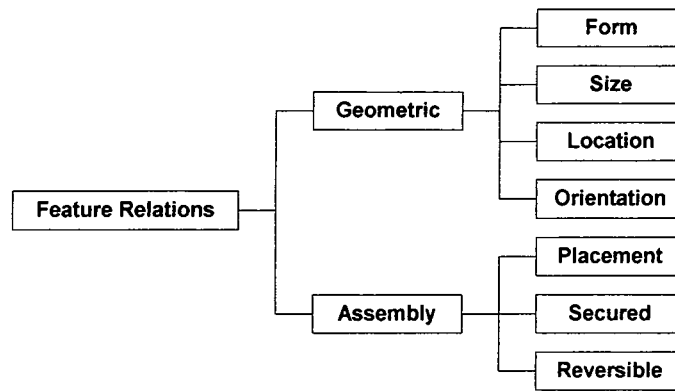 Form
Size
Geometric
Location
Feature Relations
Orientation
Placement
Assembly
Secured
Reversible